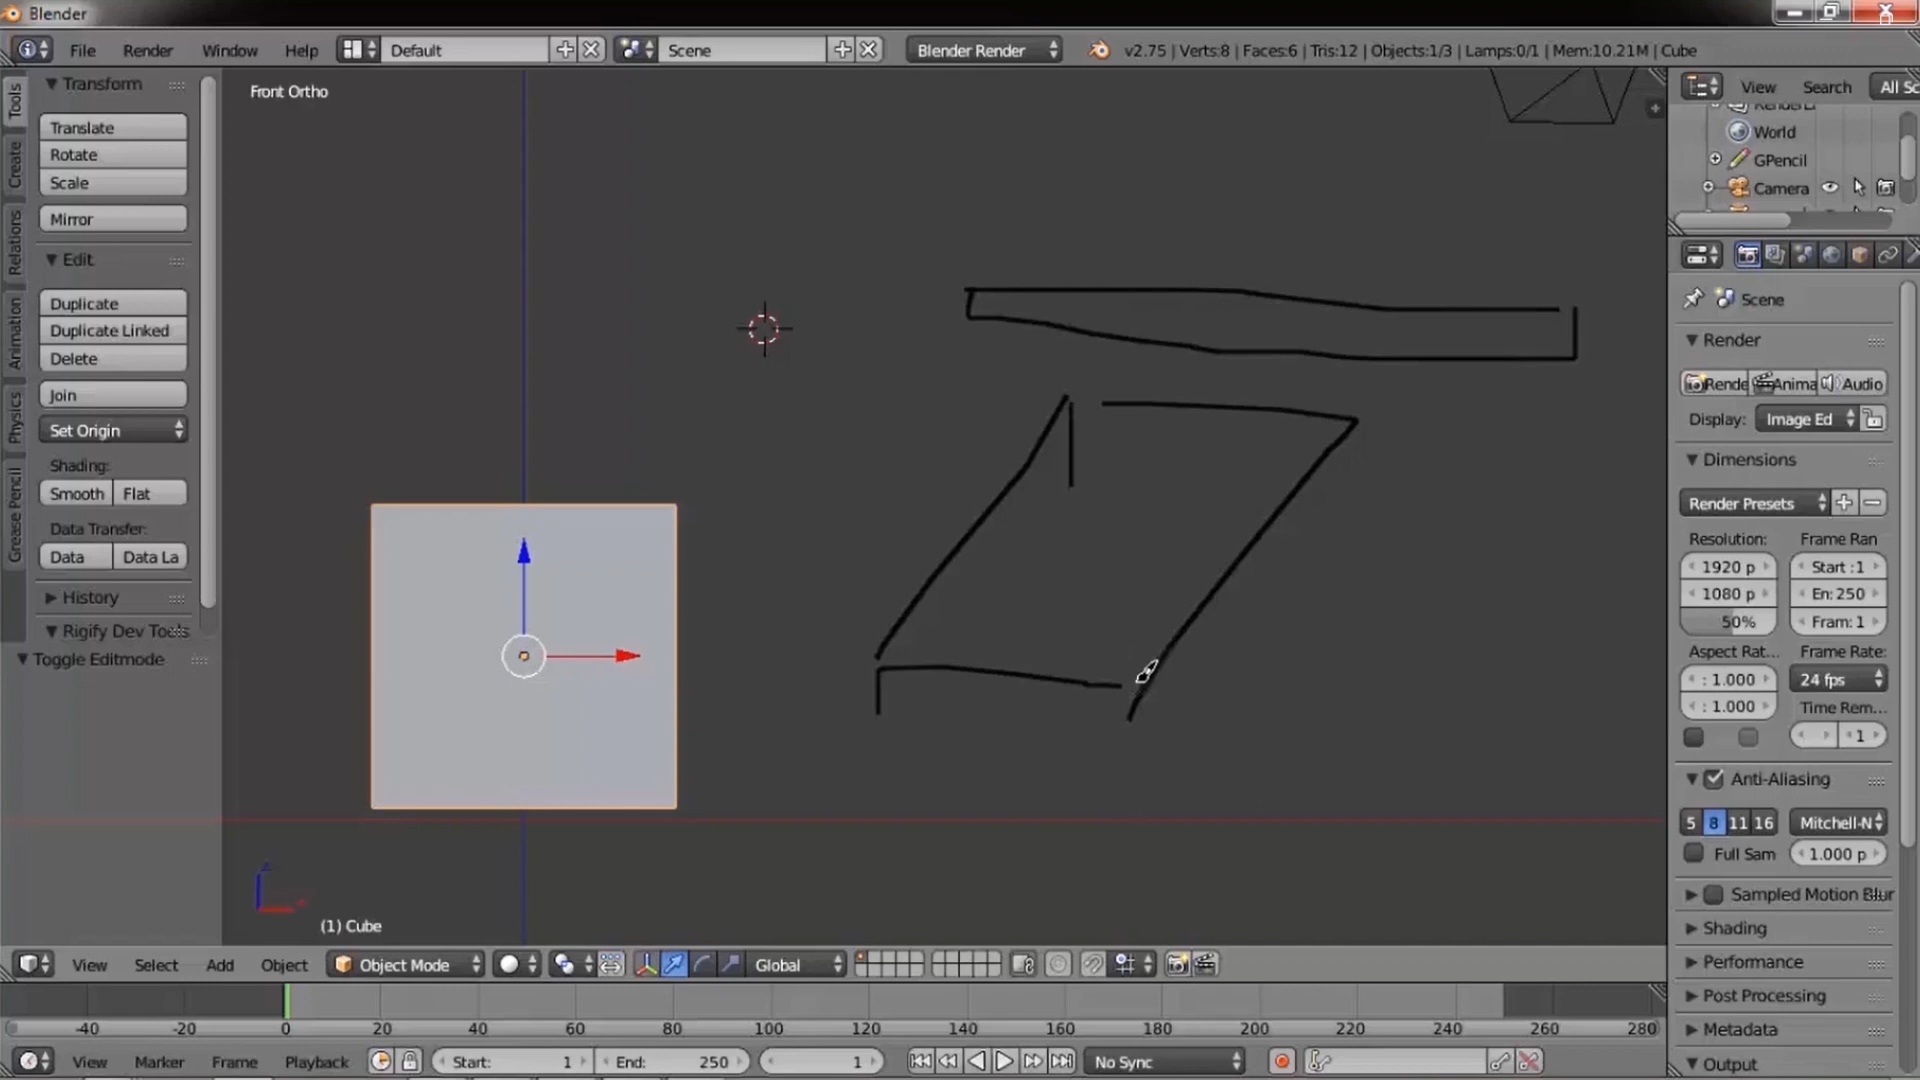 Blender
File Render Window Help Default Scene Blender Render v2.75 | Verts:8 | Faces:6 | Tris:12 | Objects:1/3 | Lamps:0/1 | Mem:10.21M | Cube
Tools
Create
Relations
Animation
Physics
Grease Pencil
Transform
Translate
Rotate
Scale
Mirror
Edit
Duplicate
Duplicate Linked
Delete
Join
Set Origin
Shading:
Smooth Flat
Data Transfer:
Data Data La
History
Rigify Dev Tools
Toggle Editmode
Front Ortho
(1) Cube
View Search All Sc
World
GPencil
Camera
Scene
Render
Rende Anima Audio
Display: Image Ed
Dimensions
Render Presets
Resolution: Frame Ran
1920 p Start :1
1080 p En: 250
50% Fram: 1
Aspect Rat... Frame Rate:
: 1.000 24 fps
: 1.000 Time Rem...
1
Anti-Aliasing
5 8 11 16 Mitchell-N
Full Sam 1.000 p
Sampled Motion Blur
Shading
Performance
Post Processing
Metadata
Output
View Select Add Object Object Mode Global
-40 -20 0 20 40 60 80 100 120 140 160 180 200 220 240 260 280
View Marker Frame Playback Start: 1 End: 250 1 No Sync